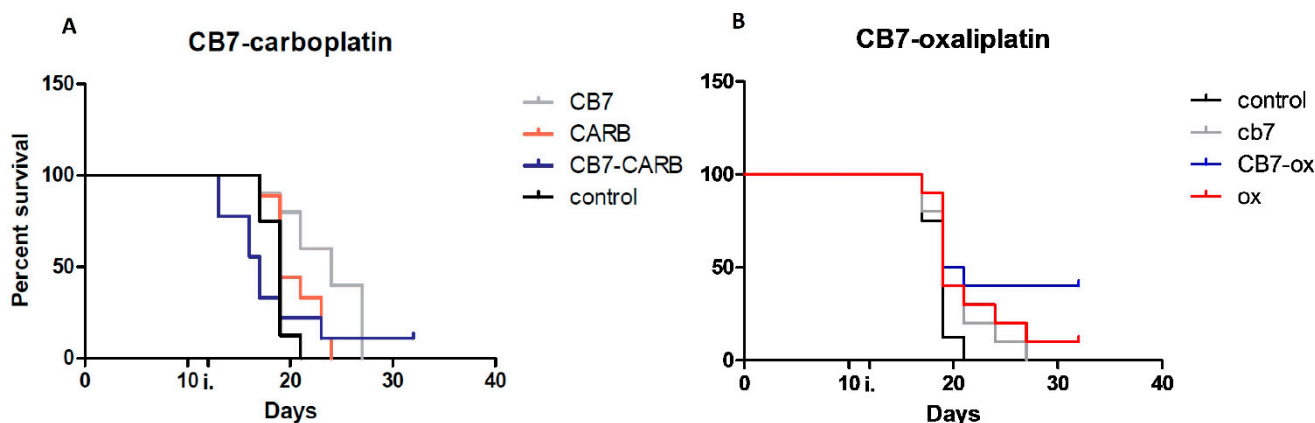 A
CB7-carboplatin
Percent survival
150
100
50
0
0 10 i. 20 30 40
Days
CB7
CARB
CB7-CARB
control
B
CB7-oxaliplatin
150
100
50
0
0 10 i. 20 30 40
Days
control
cb7
CB7-ox
ox